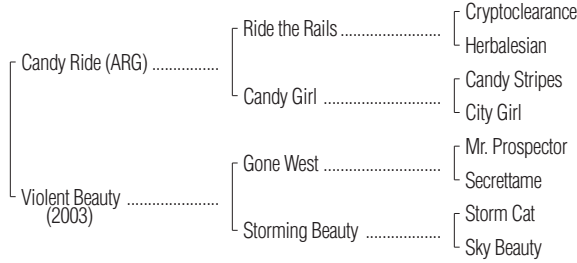 Cryptoclearance
Ride the Rails
Herbalesian
Candy Ride (ARG)
Candy Stripes
Candy Girl
City Girl
Mr. Prospector
Gone West
Secrettame
Violent Beauty
(2003)
Storm Cat
Storming Beauty
Sky Beauty